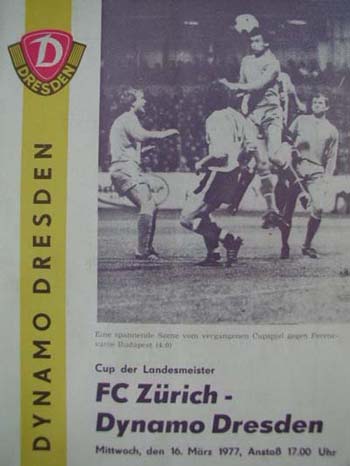 D
DRESDEN
DYNAMO DRESDEN
Eine spannende Szene vom vergangenen Cupspiel gegen Ferenc-
varos Budapest (4:0)
Cup der Landesmeister
FC Zürich -
Dynamo Dresden
Mittwoch, den 16. März 1977, Anstoß 17.00 Uhr